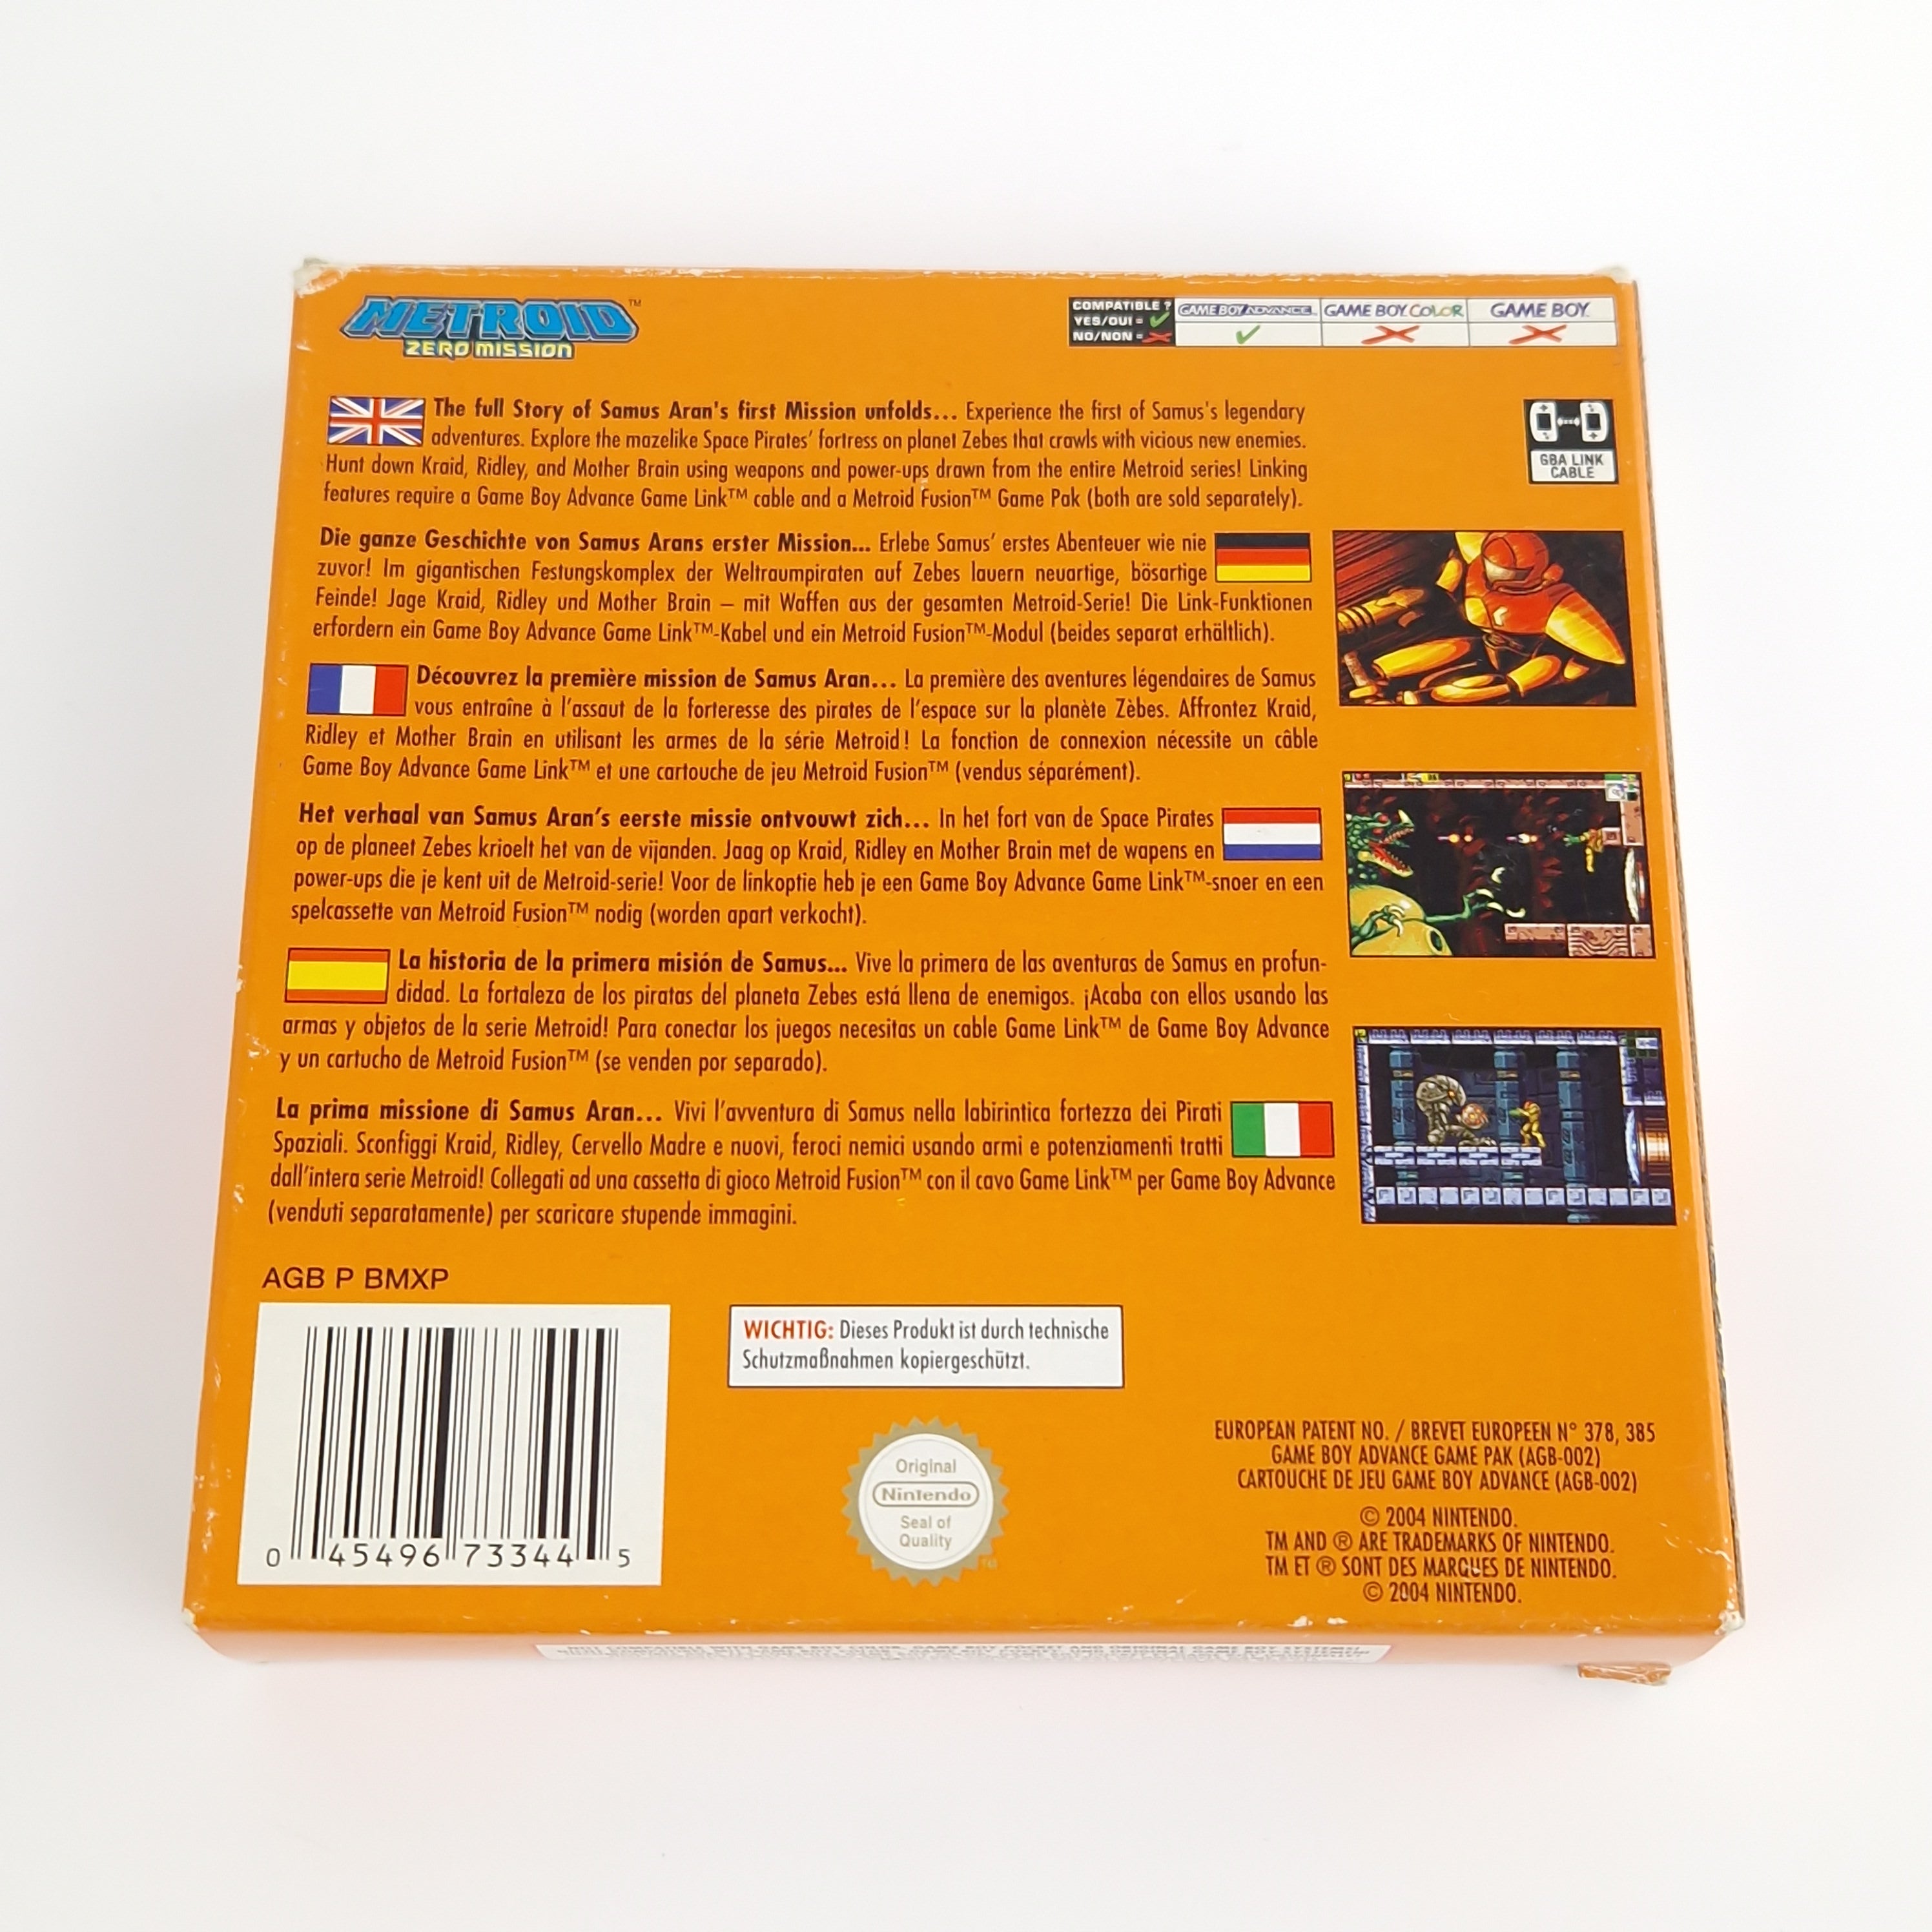 METROID™
ZERO MISSION
COMPATIBLE ?
YES/OUI =
NO/NON =
GAME BOY ADVANCE
GAME BOY COLOR
GAME BOY
GBA LINK
CABLE
The full Story of Samus Aran's first Mission unfolds... Experience the first of Samus's legendary
adventures. Explore the mazelike Space Pirates' fortress on planet Zebes that crawls with vicious new enemies.
Hunt down Kraid, Ridley, and Mother Brain using weapons and power-ups drawn from the entire Metroid series! Linking
features require a Game Boy Advance Game Link™ cable and a Metroid Fusion™ Game Pak (both are sold separately).
Die ganze Geschichte von Samus Arans erster Mission... Erlebe Samus' erstes Abenteuer wie nie
zuvor! Im gigantischen Festungskomplex der Weltraumpiraten auf Zebes lauern neuartige, bösartige
Feinde! Jage Kraid, Ridley und Mother Brain – mit Waffen aus der gesamten Metroid-Serie! Die Link-Funktionen
erfordern ein Game Boy Advance Game Link™-Kabel und ein Metroid Fusion™-Modul (beides separat erhältlich).
Découvrez la première mission de Samus Aran... La première des aventures légendaires de Samus
vous entraîne à l'assaut de la forteresse des pirates de l'espace sur la planète Zèbes. Affrontez Kraid,
Ridley et Mother Brain en utilisant les armes de la série Metroid ! La fonction de connexion nécessite un câble
Game Boy Advance Game Link™ et une cartouche de jeu Metroid Fusion™ (vendus séparément).
Het verhaal van Samus Aran's eerste missie ontvouwt zich... In het fort van de Space Pirates
op de planeet Zebes krioelt het van de vijanden. Jaag op Kraid, Ridley en Mother Brain met de wapens en
power-ups die je kent uit de Metroid-serie! Voor de linkoptie heb je een Game Boy Advance Game Link™-snoer en een
spelcassette van Metroid Fusion™ nodig (worden apart verkocht).
La historia de la primera misión de Samus... Vive la primera de las aventuras de Samus en profun-
didad. La fortaleza de los piratas del planeta Zebes está llena de enemigos. ¡Acaba con ellos usando las
armas y objetos de la serie Metroid! Para conectar los juegos necesitas un cable Game Link™ de Game Boy Advance
y un cartucho de Metroid Fusion™ (se venden por separado).
La prima missione di Samus Aran... Vivi l'avventura di Samus nella labirintica fortezza dei Pirati
Spaziali. Sconfiggi Kraid, Ridley, Cervello Madre e nuovi, feroci nemici usando armi e potenziamenti tratti
dall'intera serie Metroid! Collegati ad una cassetta di gioco Metroid Fusion™ con il cavo Game Link™ per Game Boy Advance
(venduti separatamente) per scaricare stupende immagini.
AGB P BMXP
0 45496 73344 5
WICHTIG: Dieses Produkt ist durch technische
Schutzmaßnahmen kopiergeschützt.
Original
Nintendo
Seal of
Quality
EUROPEAN PATENT NO. / BREVET EUROPEEN N° 378, 385
GAME BOY ADVANCE GAME PAK (AGB-002)
CARTOUCHE DE JEU GAME BOY ADVANCE (AGB-002)
© 2004 NINTENDO.
TM AND ® ARE TRADEMARKS OF NINTENDO.
TM ET ® SONT DES MARQUES DE NINTENDO.
© 2004 NINTENDO.